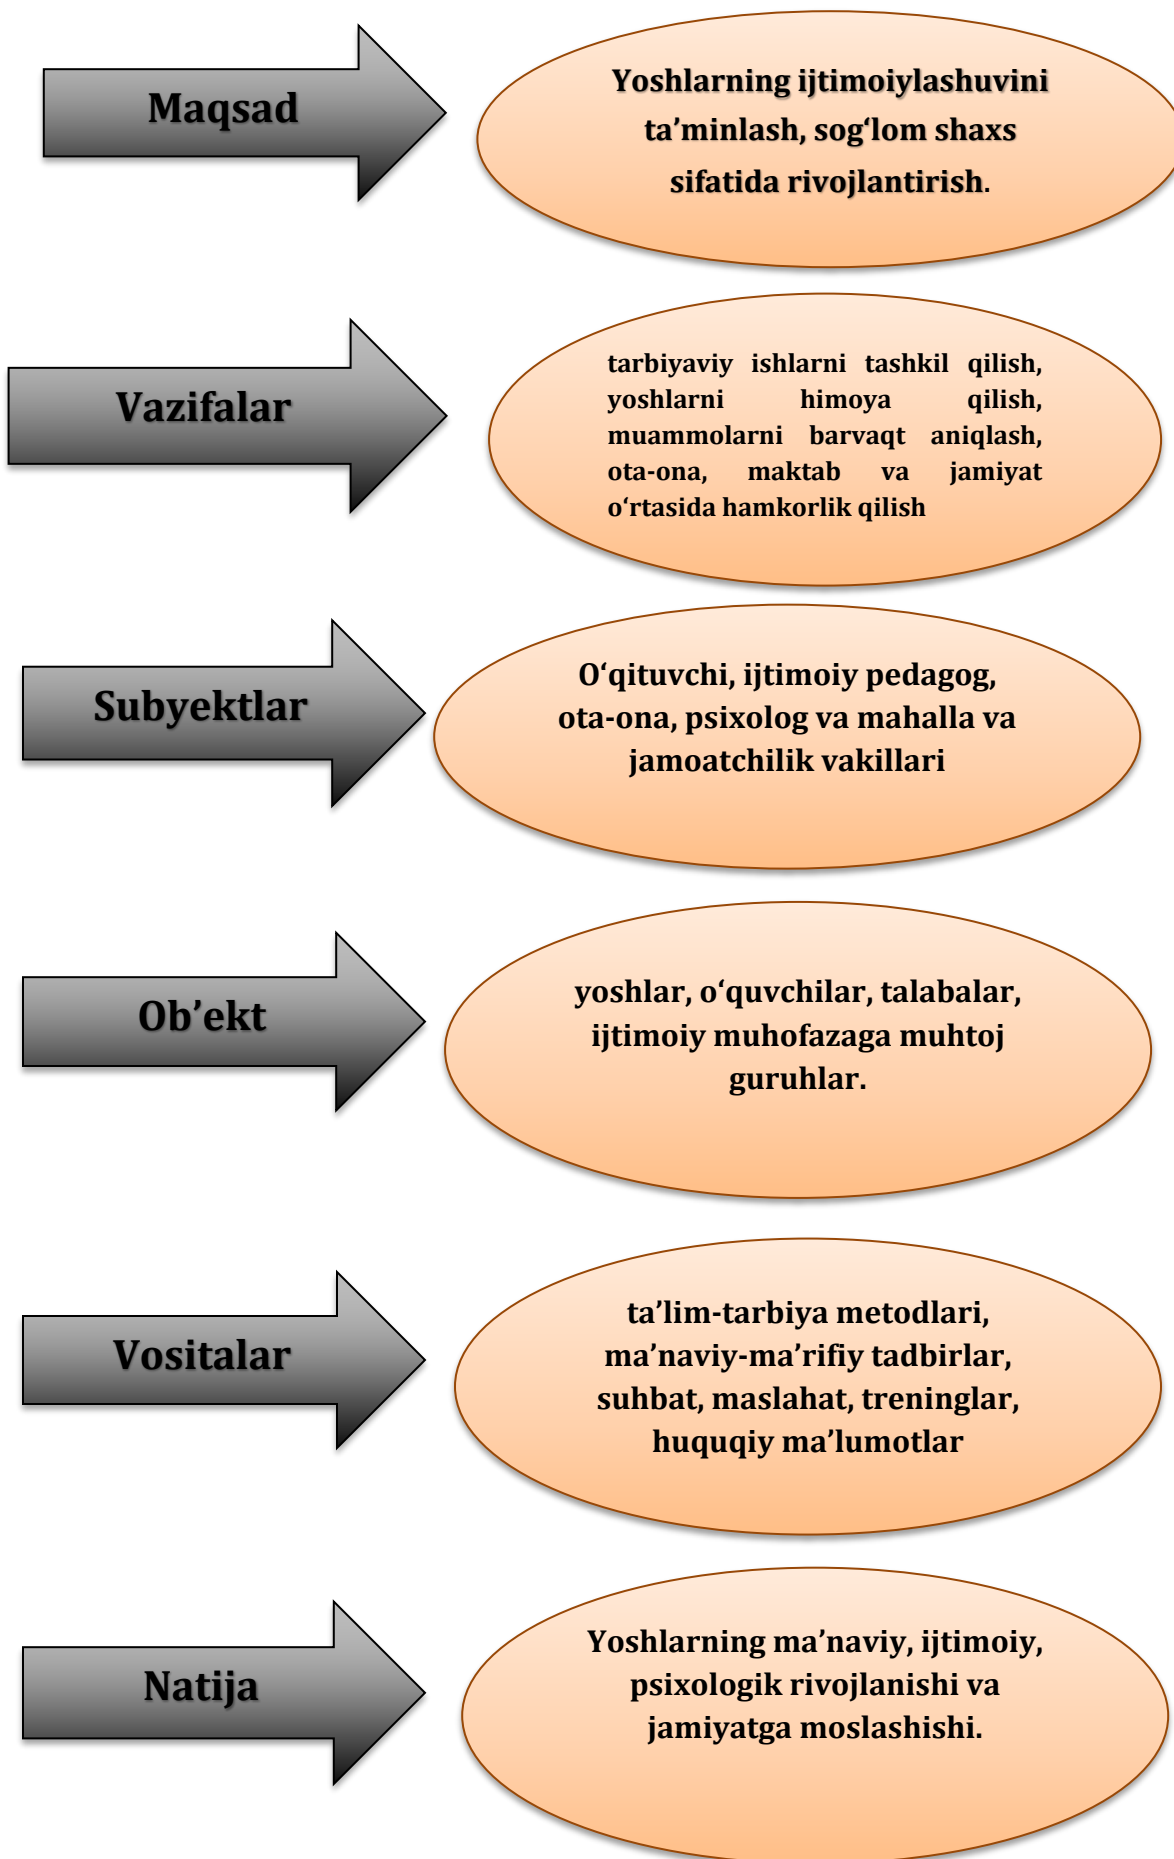 Maqsad
Yoshlarning ijtimoiylashuvini
ta’minlash, sog‘lom shaxs
sifatida rivojlantirish.
Vazifalar
tarbiyaviy ishlarni tashkil qilish,
yoshlarni himoya qilish,
muammolarni barvaqt aniqlash,
ota-ona, maktab va jamiyat
o‘rtasida hamkorlik qilish
Subyektlar
O‘qituvchi, ijtimoiy pedagog,
ota-ona, psixolog va mahalla va
jamoatchilik vakillari
Ob’ekt
yoshlar, o‘quvchilar, talabalar,
ijtimoiy muhofazaga muhtoj
guruhlar.
Vositalar
ta’lim-tarbiya metodlari,
ma’naviy-ma’rifiy tadbirlar,
suhbat, maslahat, treninglar,
huquqiy ma’lumotlar
Natija
Yoshlarning ma’naviy, ijtimoiy,
psixologik rivojlanishi va
jamiyatga moslashishi.